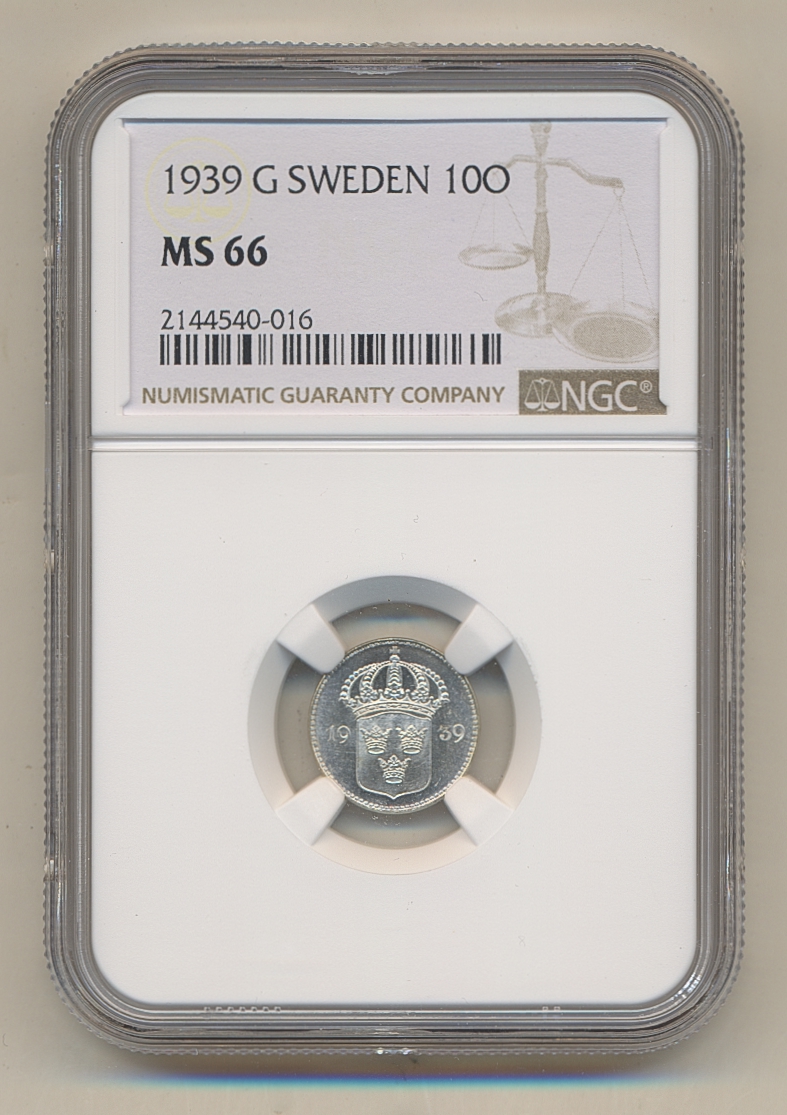 1939 G SWEDEN 10O
MS 66
2144540-016
NUMISMATIC GUARANTY COMPANY
NGC®
19 39